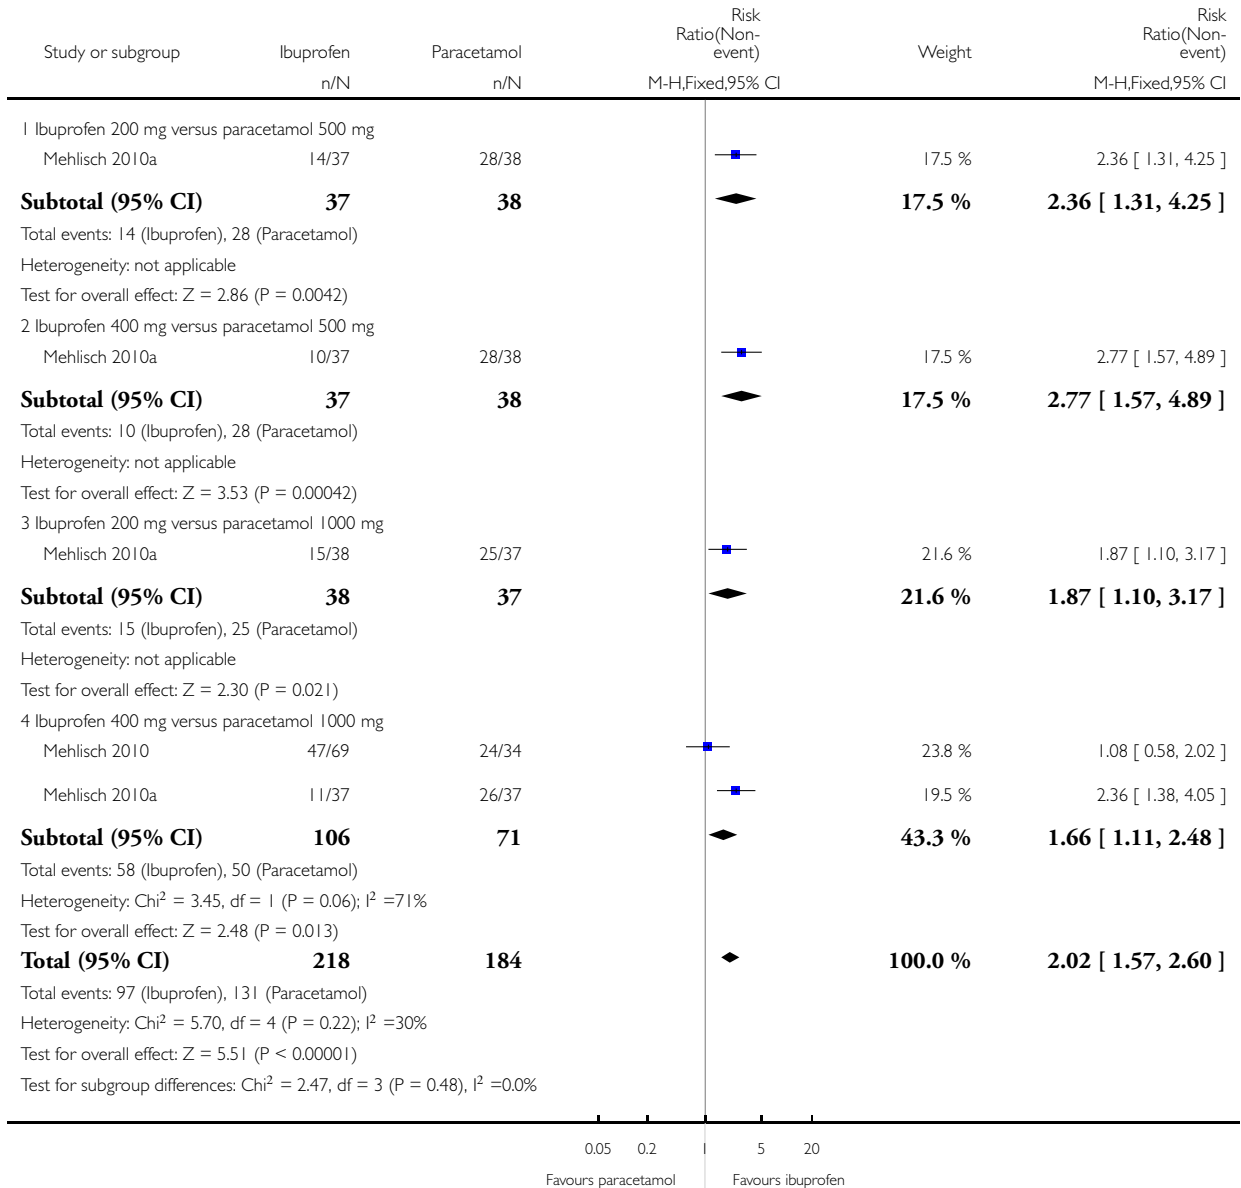 Study or subgroup Ibuprofen Paracetamol Risk Ratio(Non-event) Weight Risk Ratio(Non-event)
n/N n/N M-H,Fixed,95% CI M-H,Fixed,95% CI
1 Ibuprofen 200 mg versus paracetamol 500 mg
Mehlisch 2010a 14/37 28/38 17.5 % 2.36 [ 1.31, 4.25 ]
Subtotal (95% CI) 37 38 17.5 % 2.36 [ 1.31, 4.25 ]
Total events: 14 (Ibuprofen), 28 (Paracetamol)
Heterogeneity: not applicable
Test for overall effect: Z = 2.86 (P = 0.0042)
2 Ibuprofen 400 mg versus paracetamol 500 mg
Mehlisch 2010a 10/37 28/38 17.5 % 2.77 [ 1.57, 4.89 ]
Subtotal (95% CI) 37 38 17.5 % 2.77 [ 1.57, 4.89 ]
Total events: 10 (Ibuprofen), 28 (Paracetamol)
Heterogeneity: not applicable
Test for overall effect: Z = 3.53 (P = 0.00042)
3 Ibuprofen 200 mg versus paracetamol 1000 mg
Mehlisch 2010a 15/38 25/37 21.6 % 1.87 [ 1.10, 3.17 ]
Subtotal (95% CI) 38 37 21.6 % 1.87 [ 1.10, 3.17 ]
Total events: 15 (Ibuprofen), 25 (Paracetamol)
Heterogeneity: not applicable
Test for overall effect: Z = 2.30 (P = 0.021)
4 Ibuprofen 400 mg versus paracetamol 1000 mg
Mehlisch 2010 47/69 24/34 23.8 % 1.08 [ 0.58, 2.02 ]
Mehlisch 2010a 11/37 26/37 19.5 % 2.36 [ 1.38, 4.05 ]
Subtotal (95% CI) 106 71 43.3 % 1.66 [ 1.11, 2.48 ]
Total events: 58 (Ibuprofen), 50 (Paracetamol)
Heterogeneity: Chi² = 3.45, df = 1 (P = 0.06); I² =71%
Test for overall effect: Z = 2.48 (P = 0.013)
Total (95% CI) 218 184 100.0 % 2.02 [ 1.57, 2.60 ]
Total events: 97 (Ibuprofen), 131 (Paracetamol)
Heterogeneity: Chi² = 5.70, df = 4 (P = 0.22); I² =30%
Test for overall effect: Z = 5.51 (P < 0.00001)
Test for subgroup differences: Chi² = 2.47, df = 3 (P = 0.48), I² =0.0%
0.05 0.2 1 5 20
Favours paracetamol Favours ibuprofen